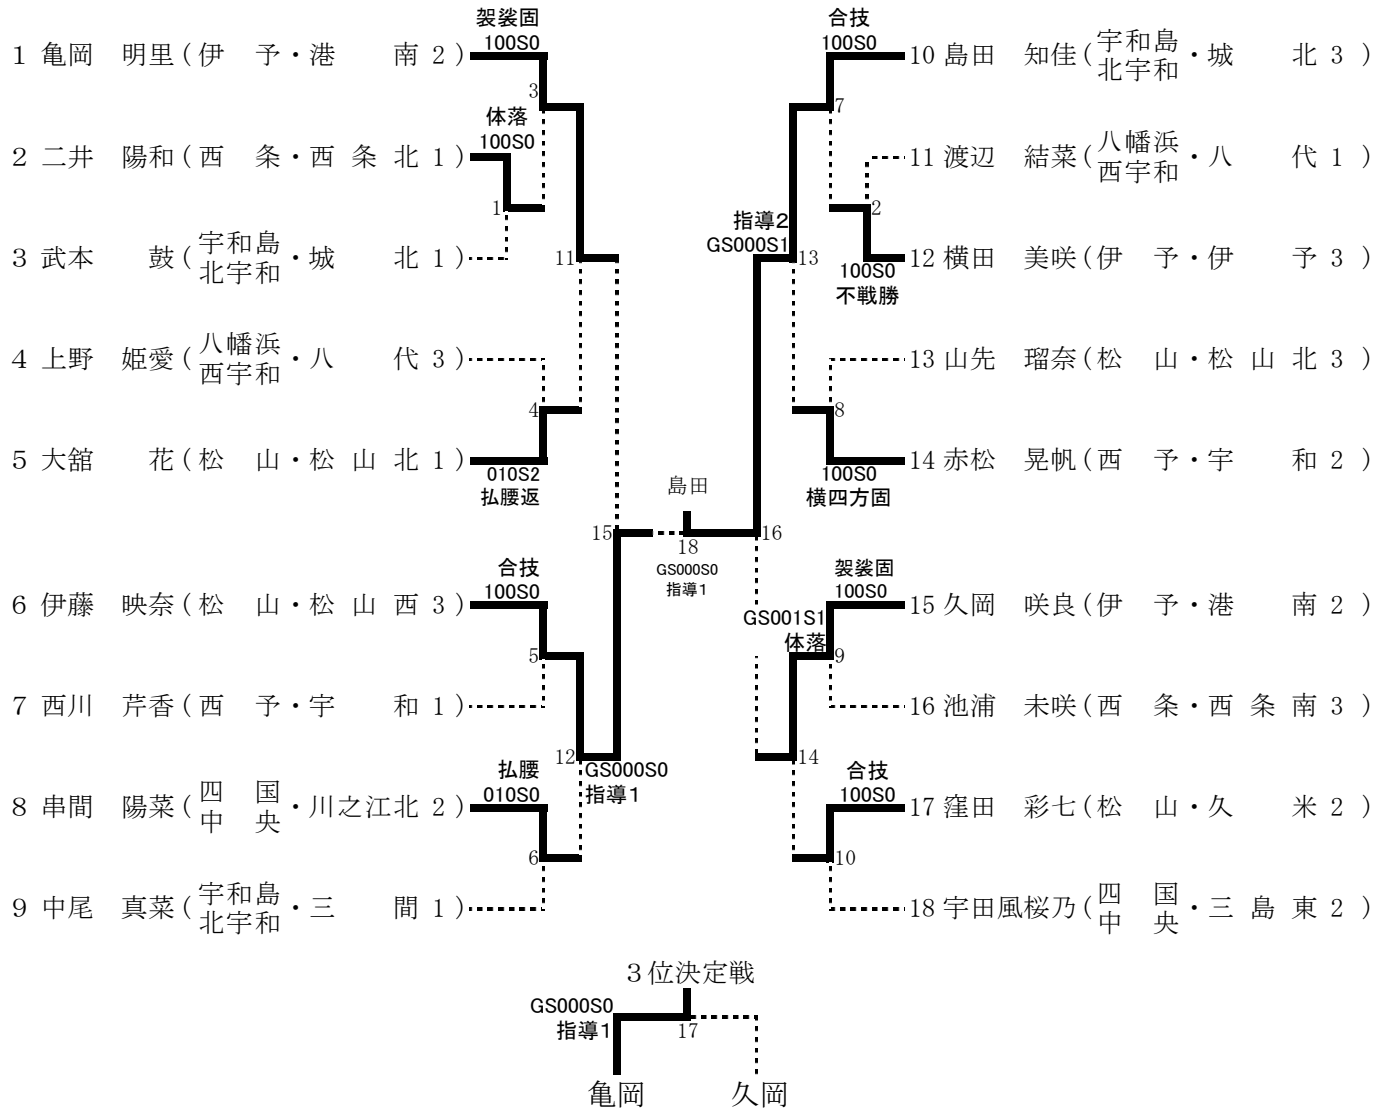 袈裟固
100S0
1 亀岡 明里(伊 予・港 南 2)
3
体落
100S0
2 二井 陽和(西 条・西 条 北 1)
1
3 武本 鼓(宇和島
北宇和・城 北 1)
11
4 上野 姫愛(八幡浜
西宇和・八 代 3)
4
5 大舘 花(松 山・松 山 北 1)
010S2
払腰返
15
合技
100S0
6 伊藤 映奈(松 山・松 山 西 3)
5
7 西川 芹香(西 予・宇 和 1)
12
GS000S0
指導1
払腰
010S0
8 串間 陽菜(四 国
中 央・川之江北 2)
6
9 中尾 真菜(宇和島
北宇和・三 間 1)
島田
18
GS000S0
指導1
合技
100S0
10 島田 知佳(宇和島
北宇和・城 北 3)
7
11 渡辺 結菜(八幡浜
西宇和・八 代 1)
2
指導2
GS000S1
13
12 横田 美咲(伊 予・伊 予 3)
100S0
不戦勝
13 山先 瑠奈(松 山・松 山 北 3)
8
14 赤松 晃帆(西 予・宇 和 2)
100S0
横四方固
16
袈裟固
100S0
15 久岡 咲良(伊 予・港 南 2)
GS001S1
体落
9
16 池浦 未咲(西 条・西 条 南 3)
14
合技
100S0
17 窪田 彩七(松 山・久 米 2)
10
18 宇田風桜乃(四 国
中 央・三 島 東 2)
３位決定戦
GS000S0
指導1
17
亀岡 久岡